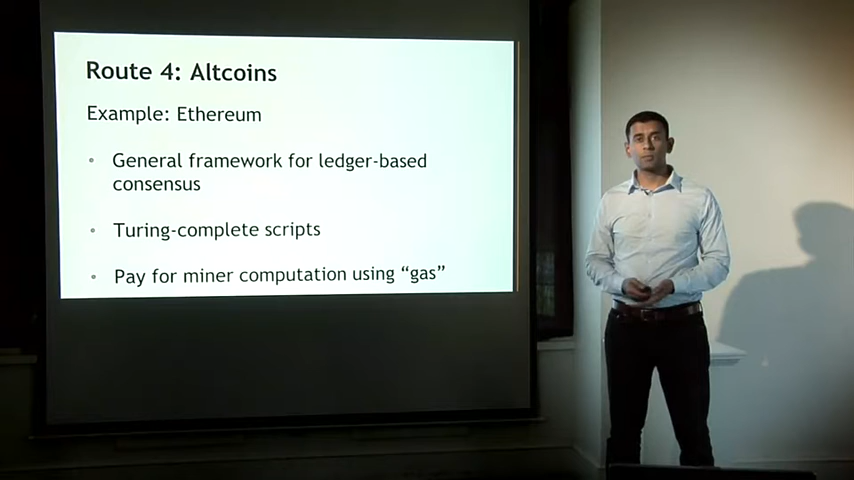 Route 4: Altcoins
Example: Ethereum
◦ General framework for ledger-based
consensus
◦ Turing-complete scripts
◦ Pay for miner computation using “gas”